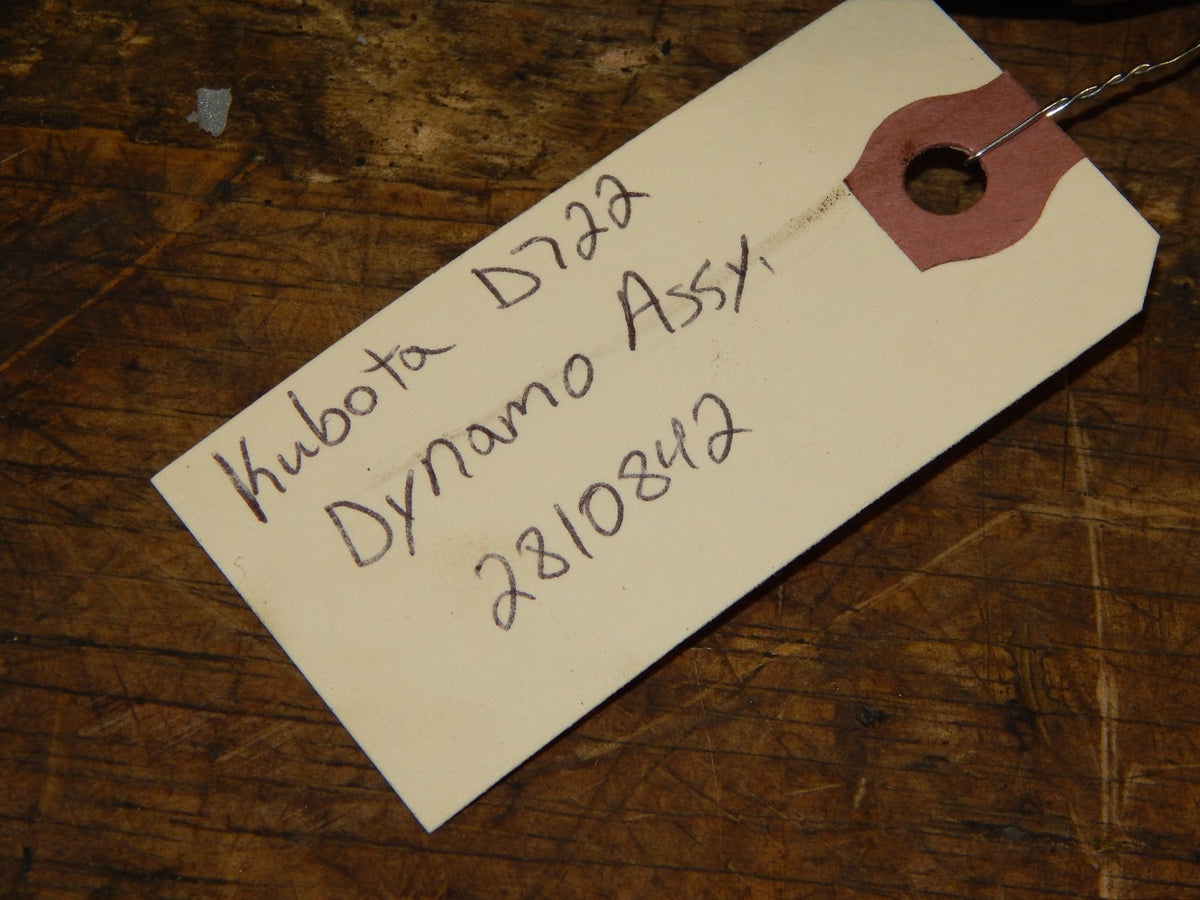 Kubota D722
Dynamo Assy.
2810842